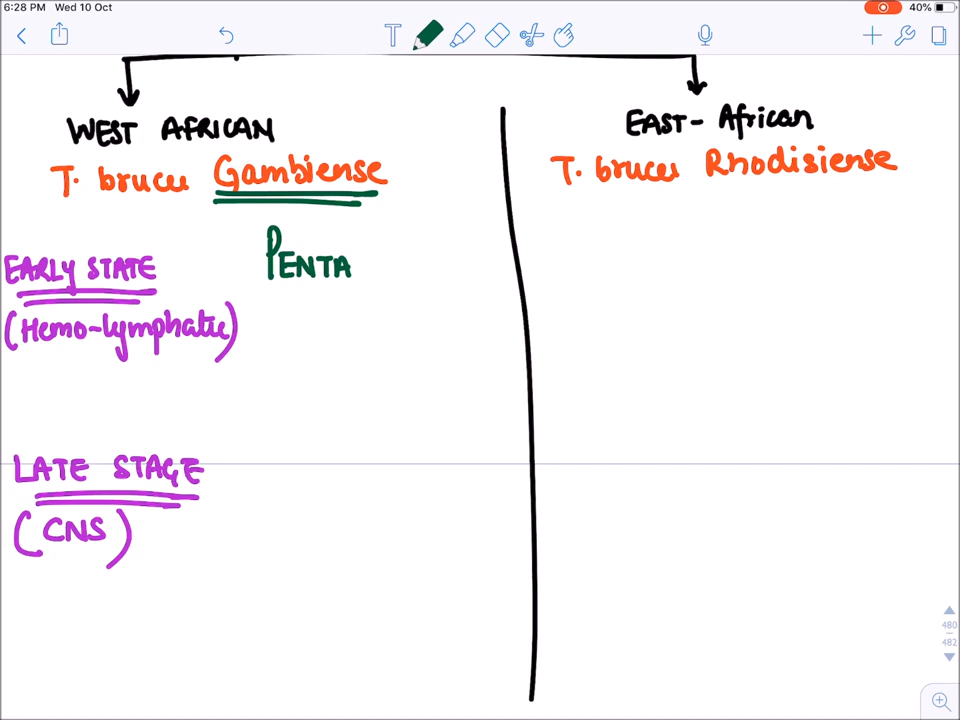 6:28 PM Wed 10 Oct
40%
T
WEST AFRICAN
EAST- African
T. brucei Gambiense
T. brucei Rhodisiense
PENTA
EARLY STATE
(Hemo-lymphatic)
LATE STAGE
(CNS)
480
482